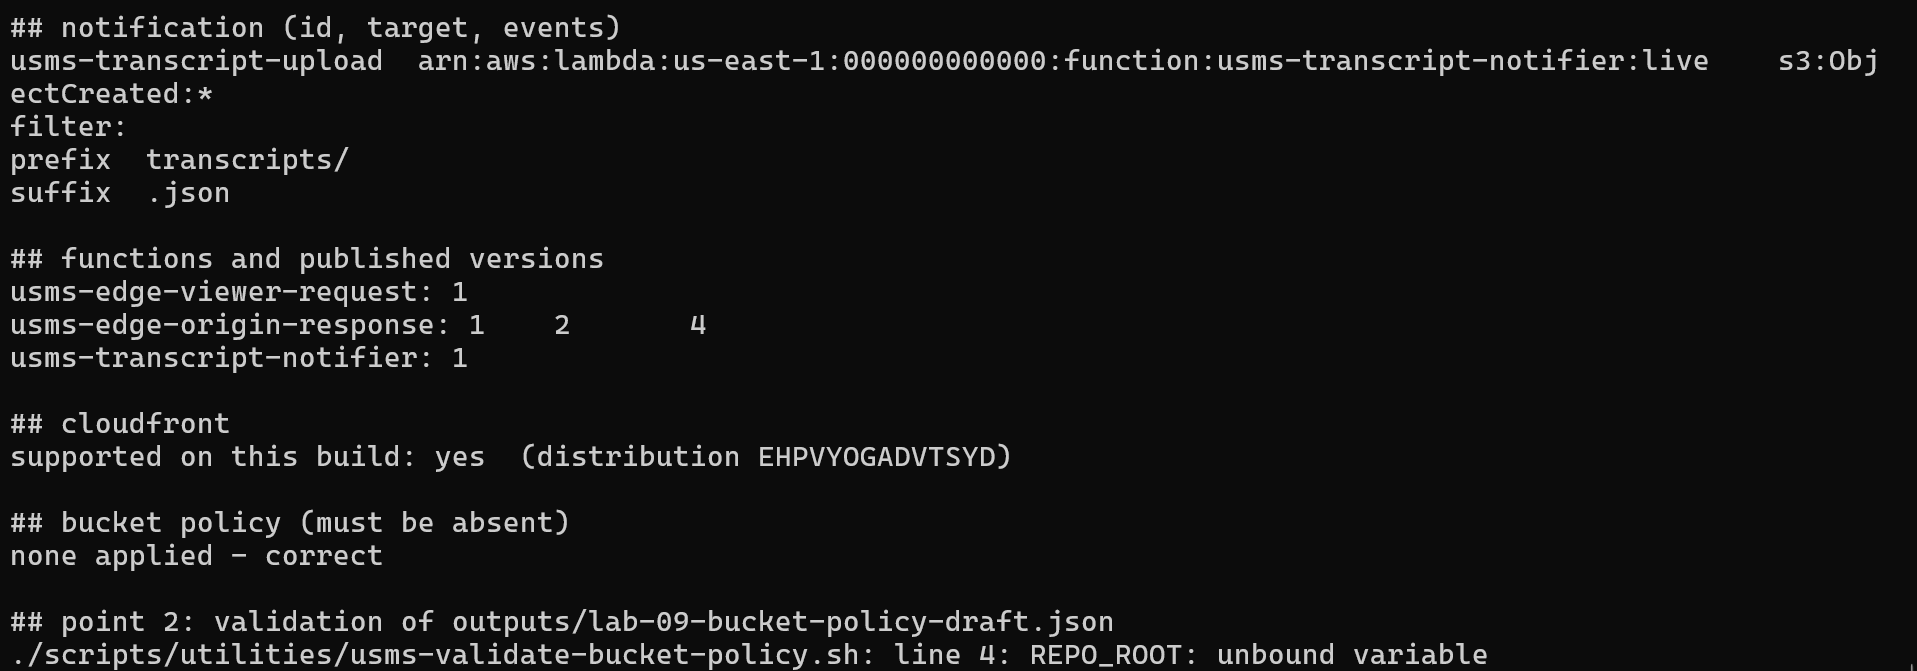 ## notification (id, target, events)
usms-transcript-upload  arn:aws:lambda:us-east-1:000000000000:function:usms-transcript-notifier:live    s3:Obj
ectCreated:*
filter:
prefix  transcripts/
suffix  .json
## functions and published versions
usms-edge-viewer-request: 1
usms-edge-origin-response: 1    2       4
usms-transcript-notifier: 1
## cloudfront
supported on this build: yes  (distribution EHPVYOGADVTSYD)
## bucket policy (must be absent)
none applied - correct
## point 2: validation of outputs/lab-09-bucket-policy-draft.json
./scripts/utilities/usms-validate-bucket-policy.sh: line 4: REPO_ROOT: unbound variable